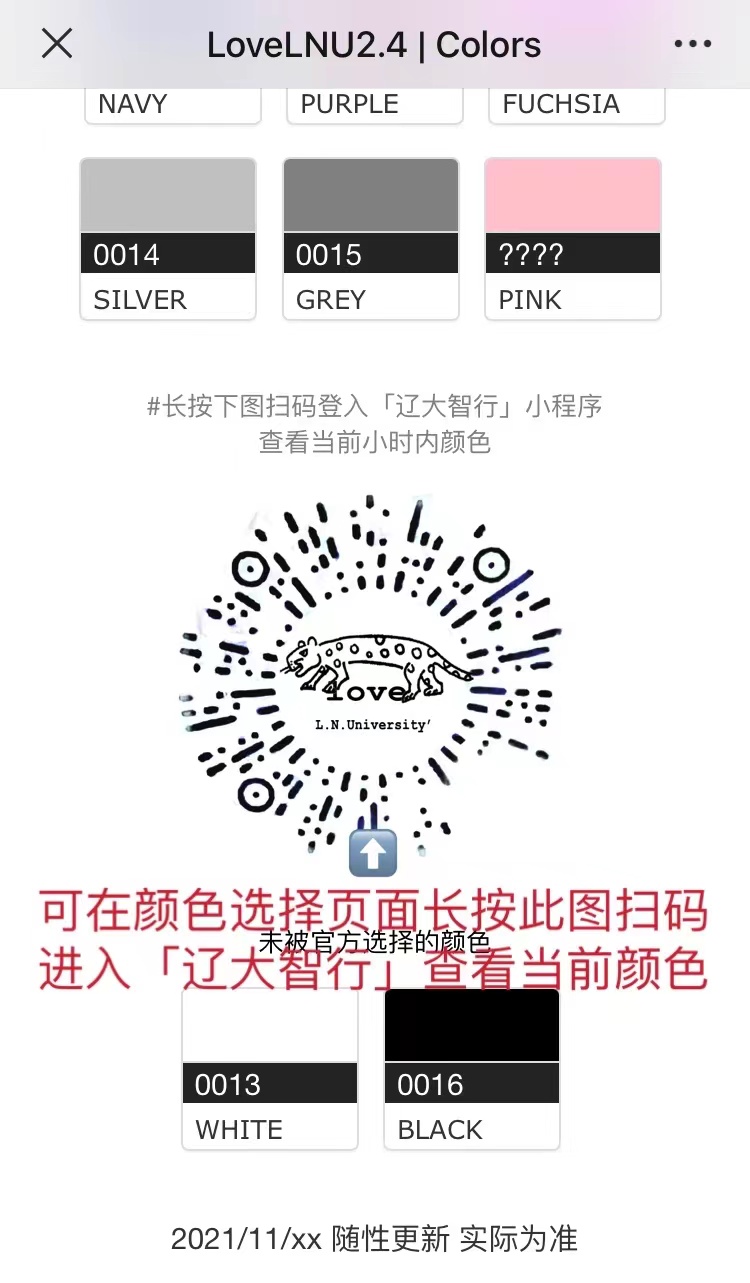 LoveLNU2.4 | Colors
NAVY
PURPLE
FUCHSIA
0014
0015
????
SILVER
GREY
PINK
#长按下图扫码登入「辽大智行」小程序
查看当前小时内颜色
love
L.N.University'
可在颜色选择页面长按此图扫码
未被官方选择的颜色
进入「辽大智行」查看当前颜色
0013
0016
WHITE
BLACK
2021/11/xx 随性更新 实际为准